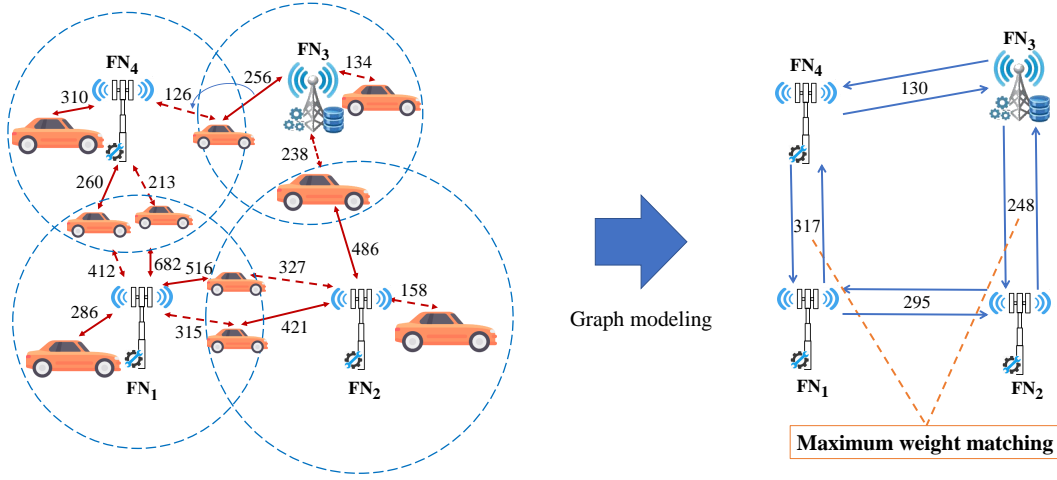 FN3
FN4
134
256
126
310
130
238
260
213
248
317
486
412
682
516
327
158
295
286
315
421
Graph modeling
FN1
FN2
FN4
FN3
FN1
FN2
Maximum weight matching